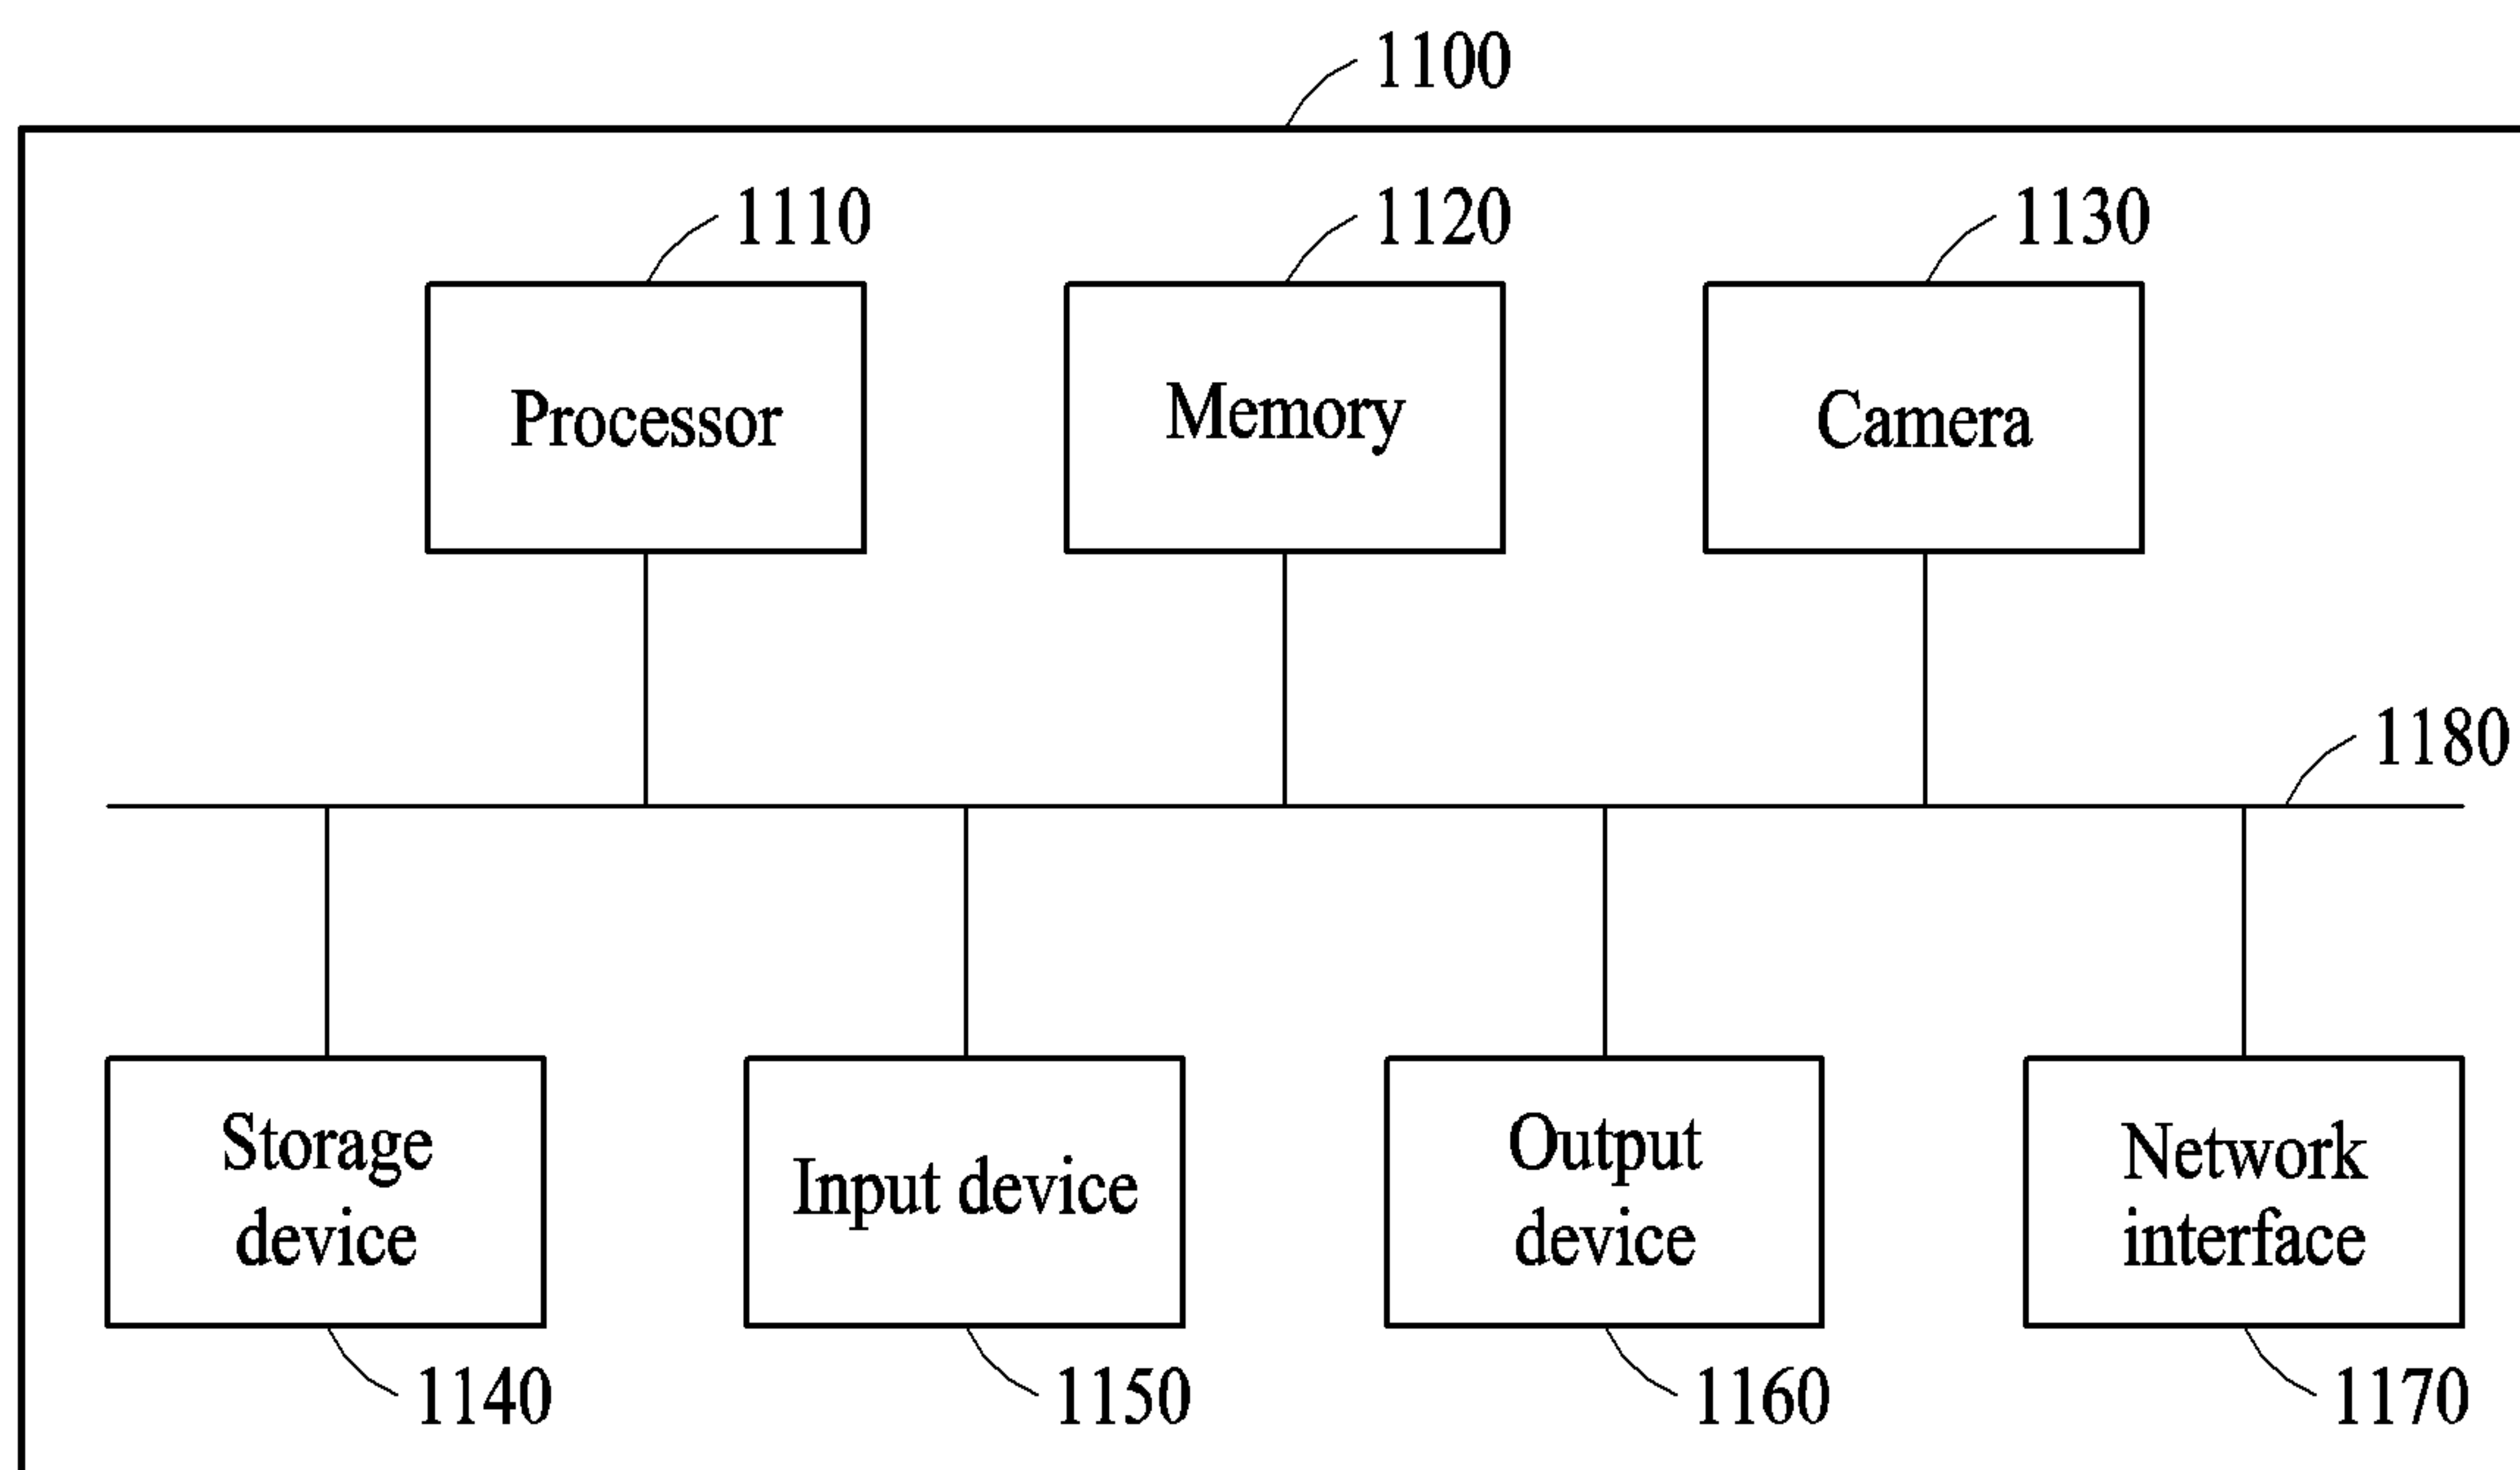 1100
1110
1120
1130
Processor
Memory
Camera
1180
Storage
device
Input device
Output
device
Network
interface
1140
1150
1160
1170